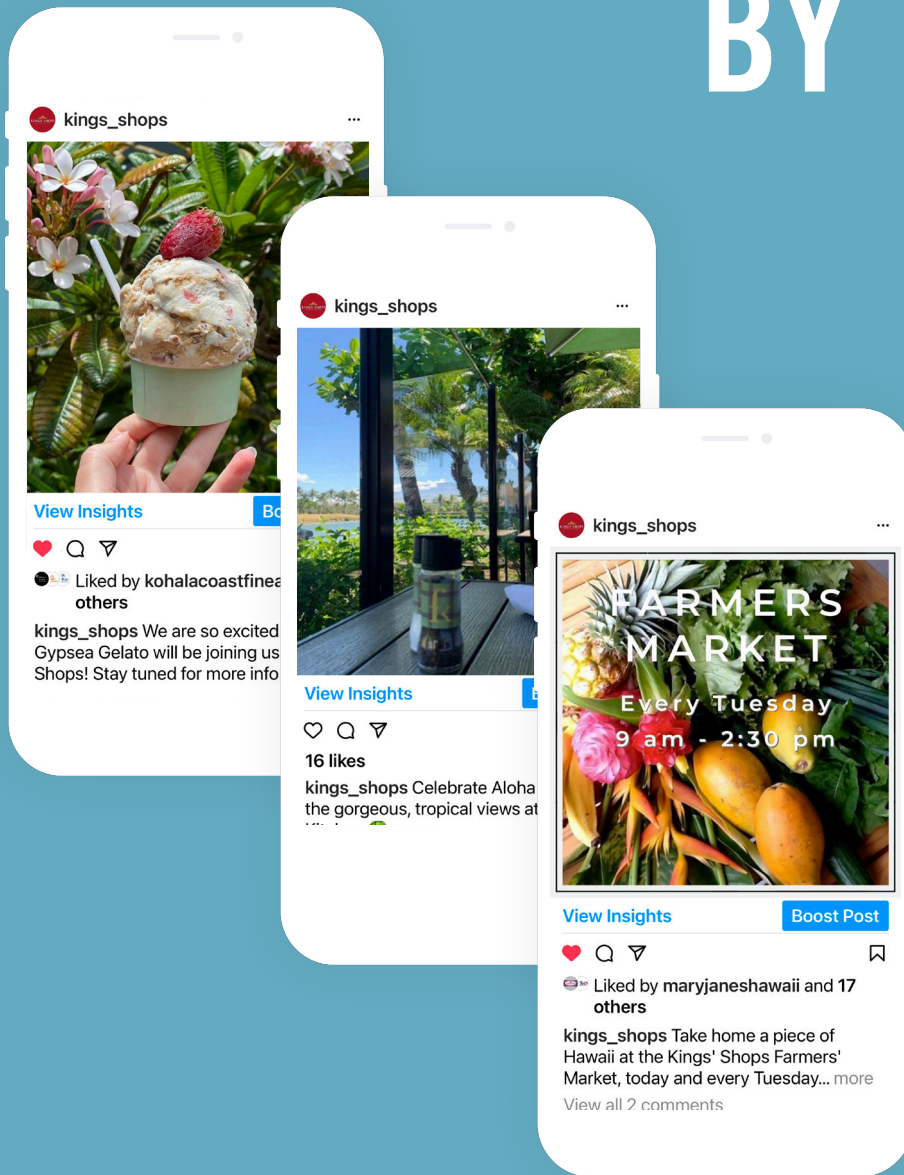 BY
kings_shops
View Insights
Liked by
others
kings_shops We are so excited
Gypsea Gelato will be joining us
Shops! Stay tuned for more info
kings_shops
View Insights
16 likes
kings_shops Celebrate Aloha
the gorgeous, tropical views at
kings_shops
FARMERS
MARKET
Every Tuesday
9 am - 2:30 pm
View Insights
Boost Post
Liked by maryjaneshawaii and 17
others
kings_shops Take home a piece of
Hawaii at the Kings' Shops Farmers'
Market, today and every Tuesday... more
View all 2 comments